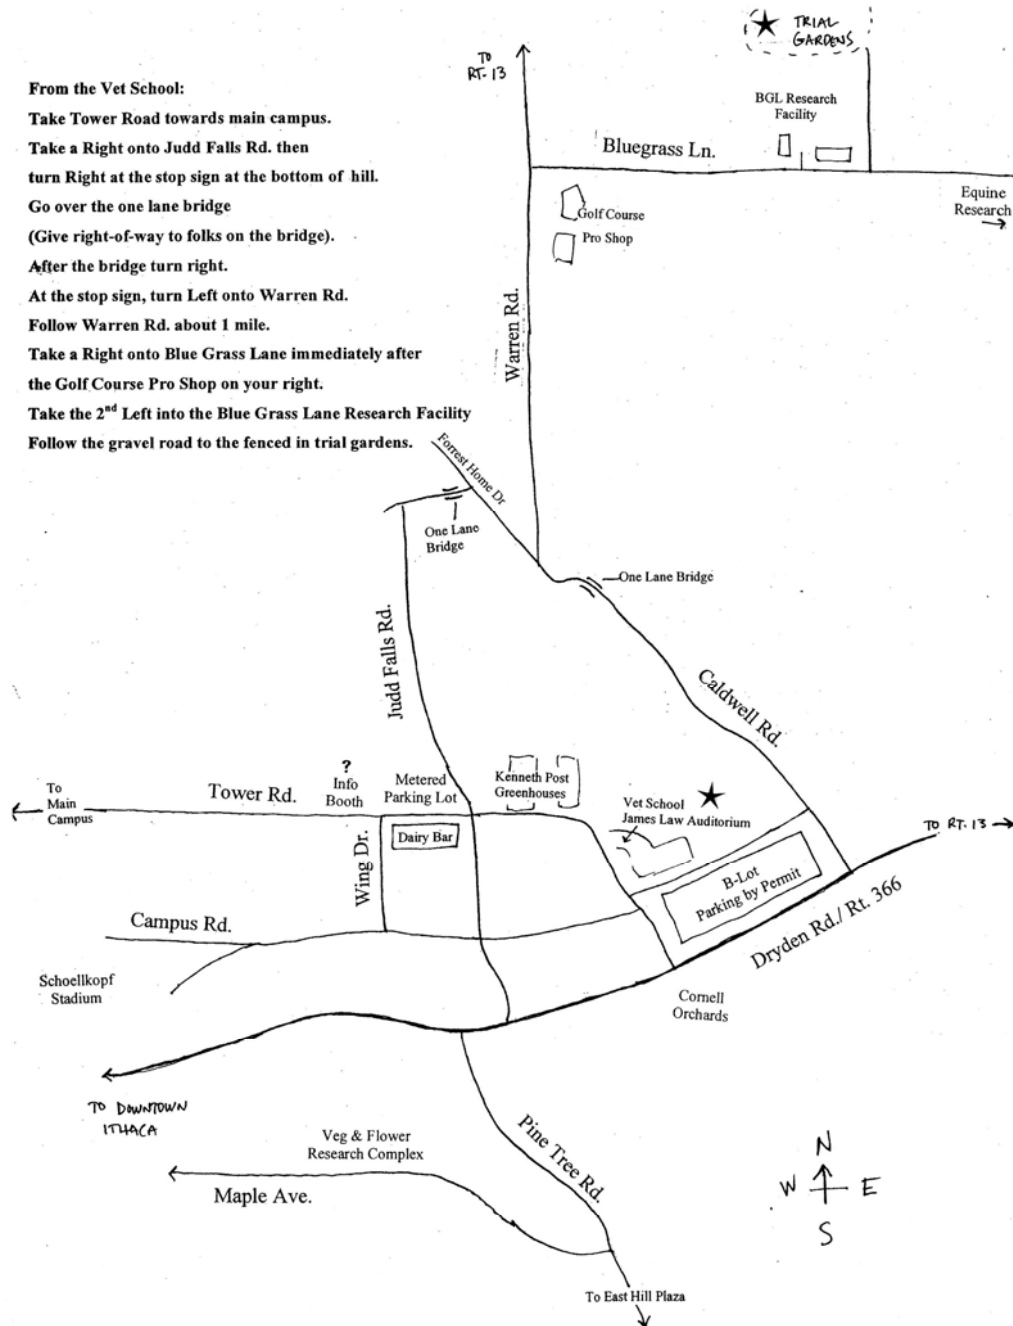 From the Vet School:
Take Tower Road towards main campus.
Take a Right onto Judd Falls Rd. then
turn Right at the stop sign at the bottom of hill.
Go over the one lane bridge
(Give right-of-way to folks on the bridge).
After the bridge turn right.
At the stop sign, turn Left onto Warren Rd.
Follow Warren Rd. about 1 mile.
Take a Right onto Blue Grass Lane immediately after
the Golf Course Pro Shop on your right.
Take the 2nd Left into the Blue Grass Lane Research Facility
Follow the gravel road to the fenced in trial gardens.
TO
RT. 13
TRIAL
GARDENS
BGL Research
Facility
Bluegrass Ln.
Equine
Research
Golf Course
Pro Shop
Warren Rd.
Forrest Home Dr
One Lane
Bridge
One Lane Bridge
Judd Falls Rd.
Caldwell Rd.
To
Main
Campus
Tower Rd.
?
Info
Booth
Metered
Parking Lot
Kenneth Post
Greenhouses
Vet School
James Law Auditorium
TO RT. 13
Dairy Bar
Wing Dr.
B-Lot
Parking by Permit
Campus Rd.
Dryden Rd./ Rt. 366
Schoellkopf
Stadium
Cornell
Orchards
TO DOWNTOWN
ITHACA
Veg & Flower
Research Complex
Pine Tree Rd.
Maple Ave.
N
W E
S
To East Hill Plaza